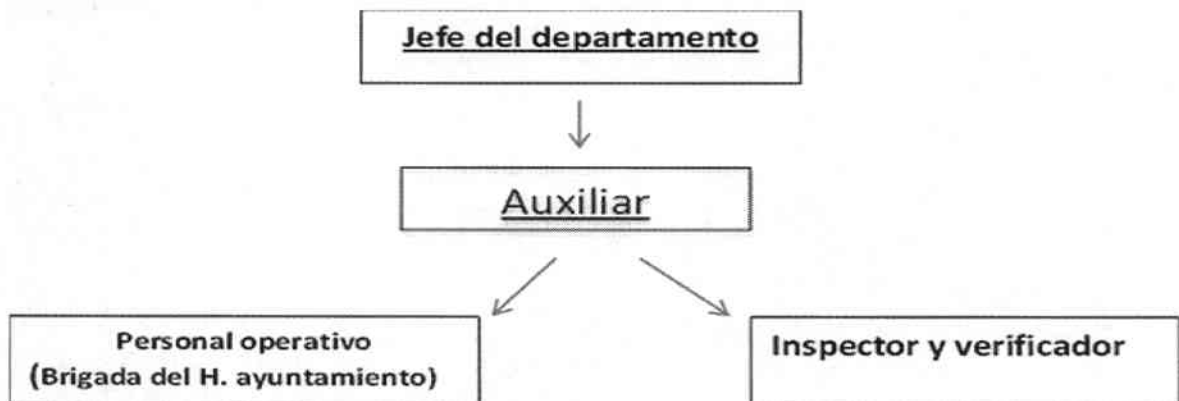 Jefe del departamento
Auxiliar
Personal operativo
(Brigada del H. ayuntamiento)
Inspector y verificador